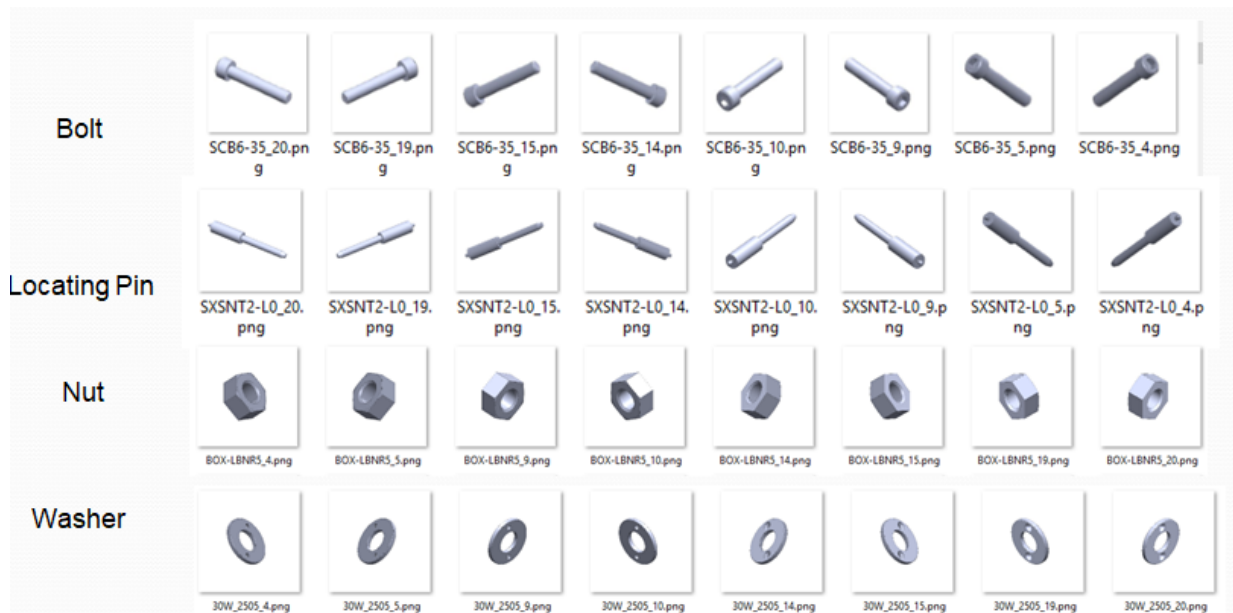 Bolt
SCB6-35_20.pn
g
SCB6-35_19.pn
g
SCB6-35_15.pn
g
SCB6-35_14.pn
g
SCB6-35_10.pn
g
SCB6-35_9.png
SCB6-35_5.png
SCB6-35_4.png
Locating Pin
SXSNT2-L0_20.
png
SXSNT2-L0_19.
png
SXSNT2-L0_15.
png
SXSNT2-L0_14.
png
SXSNT2-L0_10.
png
SXSNT2-L0_9.p
ng
SXSNT2-L0_5.p
ng
SXSNT2-L0_4.p
ng
Nut
BOX-LBNR5_4.png
BOX-LBNR5_5.png
BOX-LBNR5_9.png
BOX-LBNR5_10.png
BOX-LBNR5_14.png
BOX-LBNR5_15.png
BOX-LBNR5_19.png
BOX-LBNR5_20.png
Washer
30W_2505_4.png
30W_2505_5.png
30W_2505_9.png
30W_2505_10.png
30W_2505_14.png
30W_2505_15.png
30W_2505_19.png
30W_2505_20.png